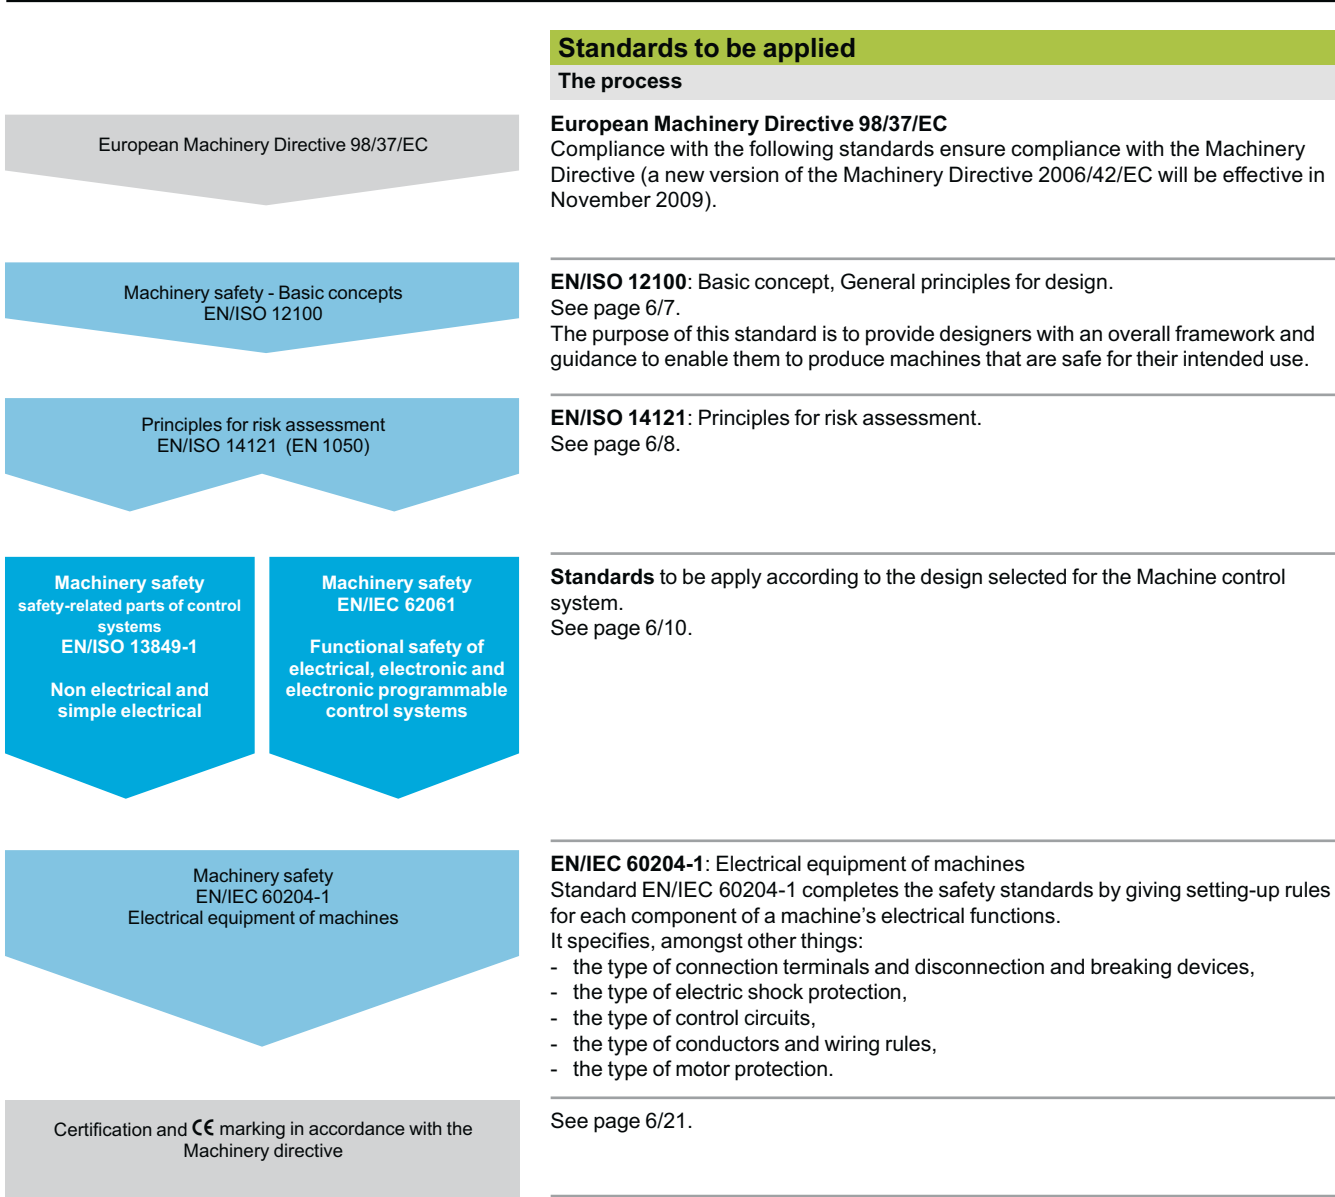 Standards to be applied
The process
European Machinery Directive 98/37/EC
European Machinery Directive 98/37/EC
Compliance with the following standards ensure compliance with the Machinery
Directive (a new version of the Machinery Directive 2006/42/EC will be effective in
November 2009).
Machinery safety - Basic concepts
EN/ISO 12100
EN/ISO 12100: Basic concept, General principles for design.
See page 6/7.
The purpose of this standard is to provide designers with an overall framework and
guidance to enable them to produce machines that are safe for their intended use.
Principles for risk assessment
EN/ISO 14121 (EN 1050)
EN/ISO 14121: Principles for risk assessment.
See page 6/8.
Machinery safety
safety-related parts of control
systems
EN/ISO 13849-1
Non electrical and
simple electrical
Machinery safety
EN/IEC 62061
Functional safety of
electrical, electronic and
electronic programmable
control systems
Standards to be apply according to the design selected for the Machine control
system.
See page 6/10.
Machinery safety
EN/IEC 60204-1
Electrical equipment of machines
EN/IEC 60204-1: Electrical equipment of machines
Standard EN/IEC 60204-1 completes the safety standards by giving setting-up rules
for each component of a machine’s electrical functions.
It specifies, amongst other things:
- the type of connection terminals and disconnection and breaking devices,
- the type of electric shock protection,
- the type of control circuits,
- the type of conductors and wiring rules,
- the type of motor protection.
Certification and CE marking in accordance with the
Machinery directive
See page 6/21.